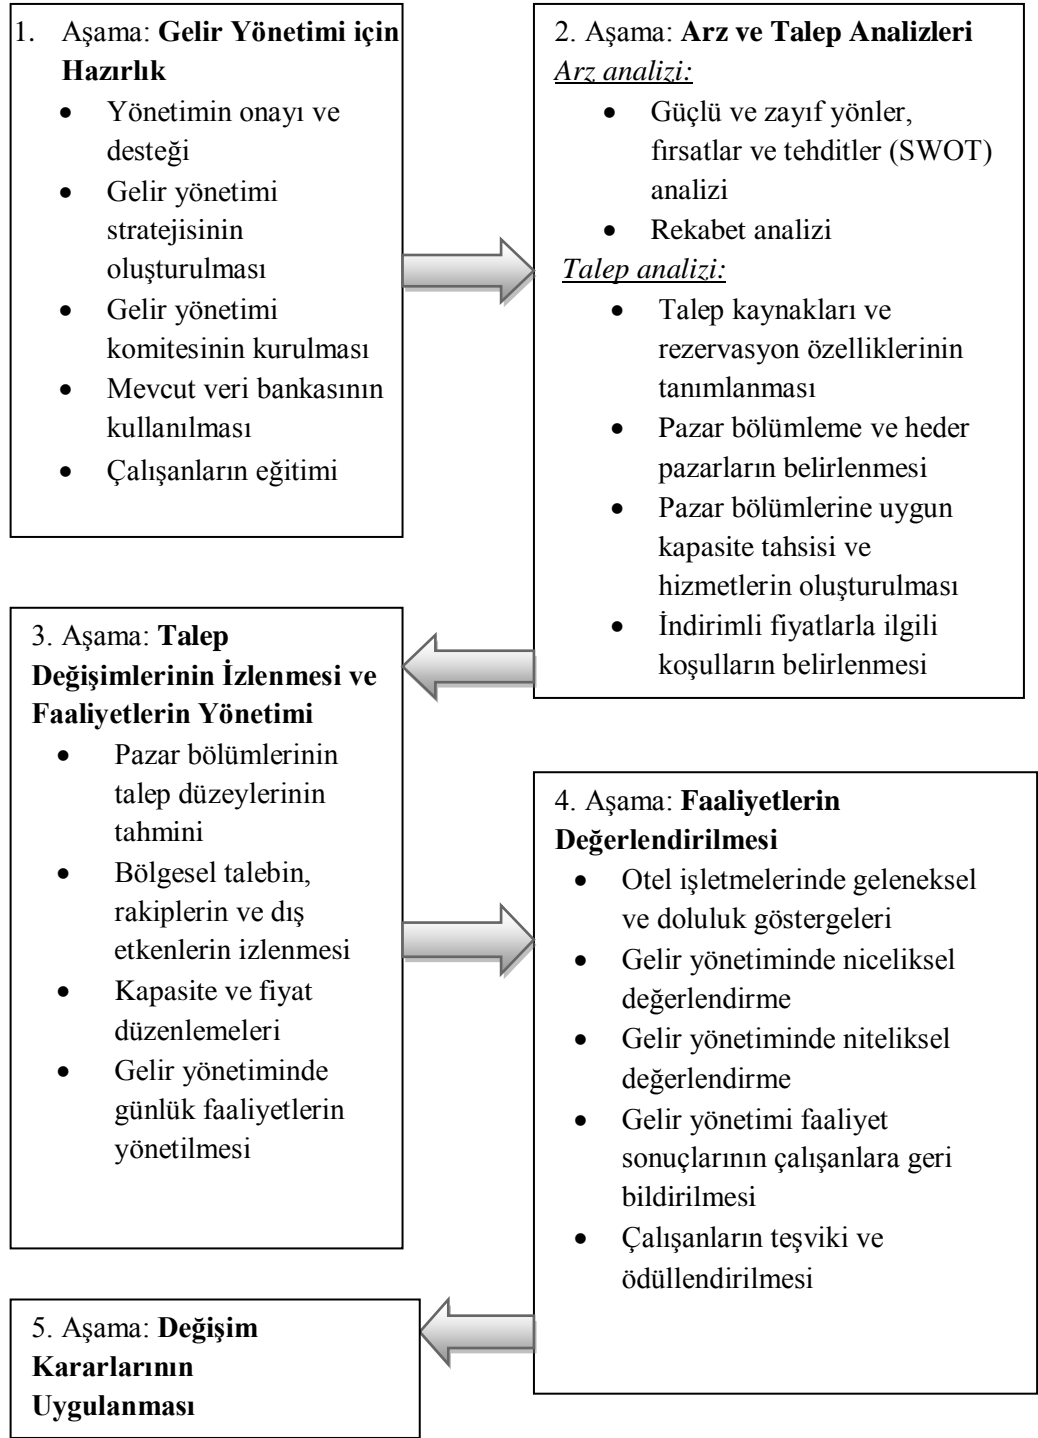 1. Aşama: Gelir Yönetimi için
Hazırlık
• Yönetimin onayı ve
desteği
• Gelir yönetimi
stratejisinin
oluşturulması
• Gelir yönetimi
komitesinin kurulması
• Mevcut veri bankasının
kullanılması
• Çalışanların eğitimi
2. Aşama: Arz ve Talep Analizleri
Arz analizi:
• Güçlü ve zayıf yönler,
fırsatlar ve tehditler (SWOT)
analizi
• Rekabet analizi
Talep analizi:
• Talep kaynakları ve
rezervasyon özelliklerinin
tanımlanması
• Pazar bölümleme ve heder
pazarların belirlenmesi
• Pazar bölümlerine uygun
kapasite tahsisi ve
hizmetlerin oluşturulması
• İndirimli fiyatlarla ilgili
koşulların belirlenmesi
3. Aşama: Talep
Değişimlerinin İzlenmesi ve
Faaliyetlerin Yönetimi
• Pazar bölümlerinin
talep düzeylerinin
tahmini
• Bölgesel talebin,
rakiplerin ve dış
etkenlerin izlenmesi
• Kapasite ve fiyat
düzenlemeleri
• Gelir yönetiminde
günlük faaliyetlerin
yönetilmesi
4. Aşama: Faaliyetlerin
Değerlendirilmesi
• Otel işletmelerinde geleneksel
ve doluluk göstergeleri
• Gelir yönetiminde niceliksel
değerlendirme
• Gelir yönetiminde niteliksel
değerlendirme
• Gelir yönetimi faaliyet
sonuçlarının çalışanlara geri
bildirilmesi
• Çalışanların teşviki ve
ödüllendirilmesi
5. Aşama: Değişim
Kararlarının
Uygulanması